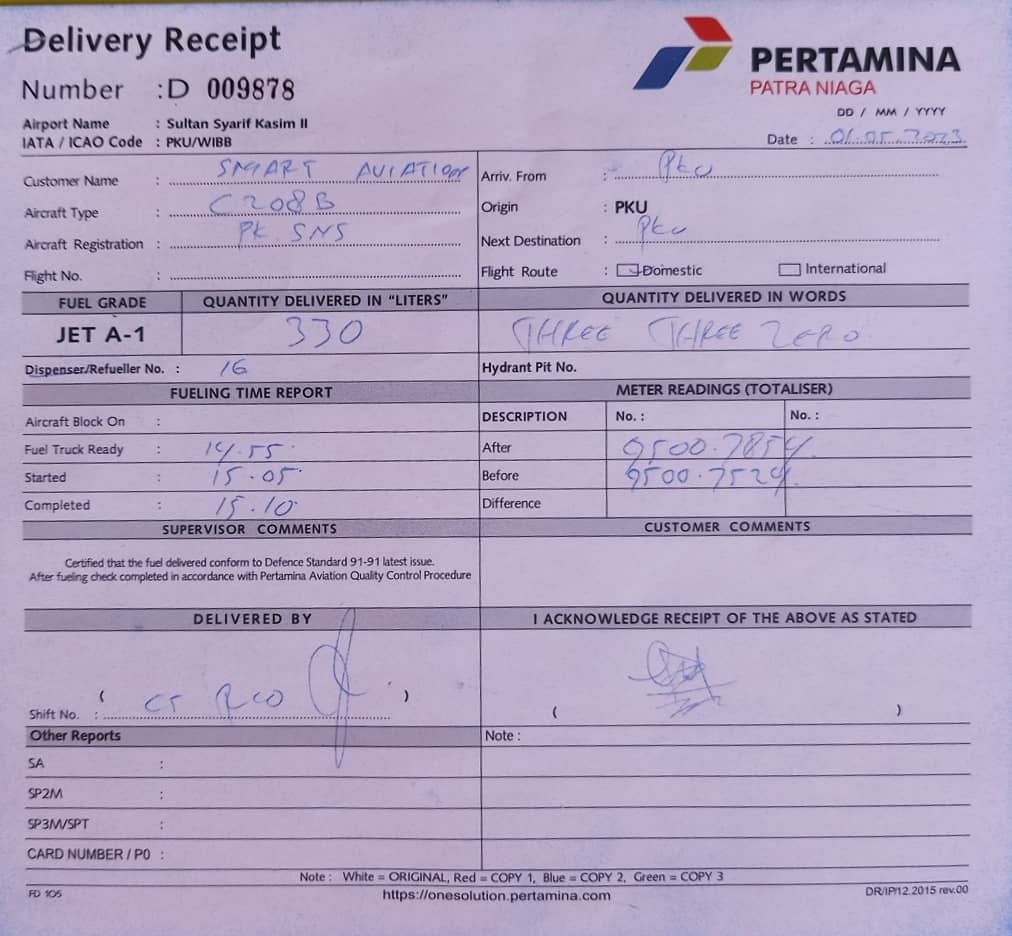 Delivery Receipt
PERTAMINA
PATRA NIAGA
Number : D 009878
DD / MM / YYYY
Airport Name : Sultan Syarif Kasim II
IATA / ICAO Code : PKU/WIBB
Date : 01.05.2023
Customer Name : SMART AVIATION
Arriv. From : PKU
Aircraft Type : C208B
Origin : PKU
Aircraft Registration : PK SNS
Next Destination : PKU
Flight No. :
Flight Route : Domestic International
FUEL GRADE QUANTITY DELIVERED IN "LITERS" QUANTITY DELIVERED IN WORDS
JET A-1 330 THREE THREE ZERO
Dispenser/Refueller No. : 16 Hydrant Pit No.
FUELING TIME REPORT METER READINGS (TOTALISER)
Aircraft Block On : DESCRIPTION No. : No. :
Fuel Truck Ready : 14.55 After 9500.7854
Started : 15.05 Before 9500.7524
Completed : 15.10 Difference
SUPERVISOR COMMENTS CUSTOMER COMMENTS
Certified that the fuel delivered conform to Defence Standard 91-91 latest issue.
After fueling check completed in accordance with Pertamina Aviation Quality Control Procedure
DELIVERED BY I ACKNOWLEDGE RECEIPT OF THE ABOVE AS STATED
( )
Shift No. : ( )
Other Reports Note :
SA :
SP2M :
SP3M/SPT :
CARD NUMBER / PO :
Note : White = ORIGINAL, Red = COPY 1, Blue = COPY 2, Green = COPY 3
FD 105 https://onesolution.pertamina.com DR/IP/12.2015 rev.00